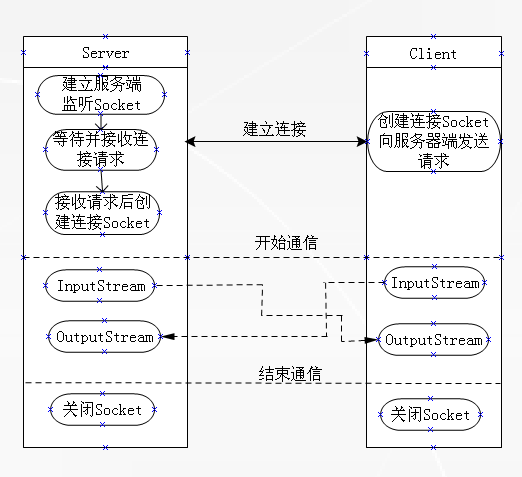 Server
Client
建立服务端
监听Socket
等待并接收连
接请求
接收请求后创
建连接Socket
建立连接
创建连接Socket
向服务器端发送
请求
开始通信
InputStream
InputStream
OutputStream
OutputStream
结束通信
关闭Socket
关闭Socket